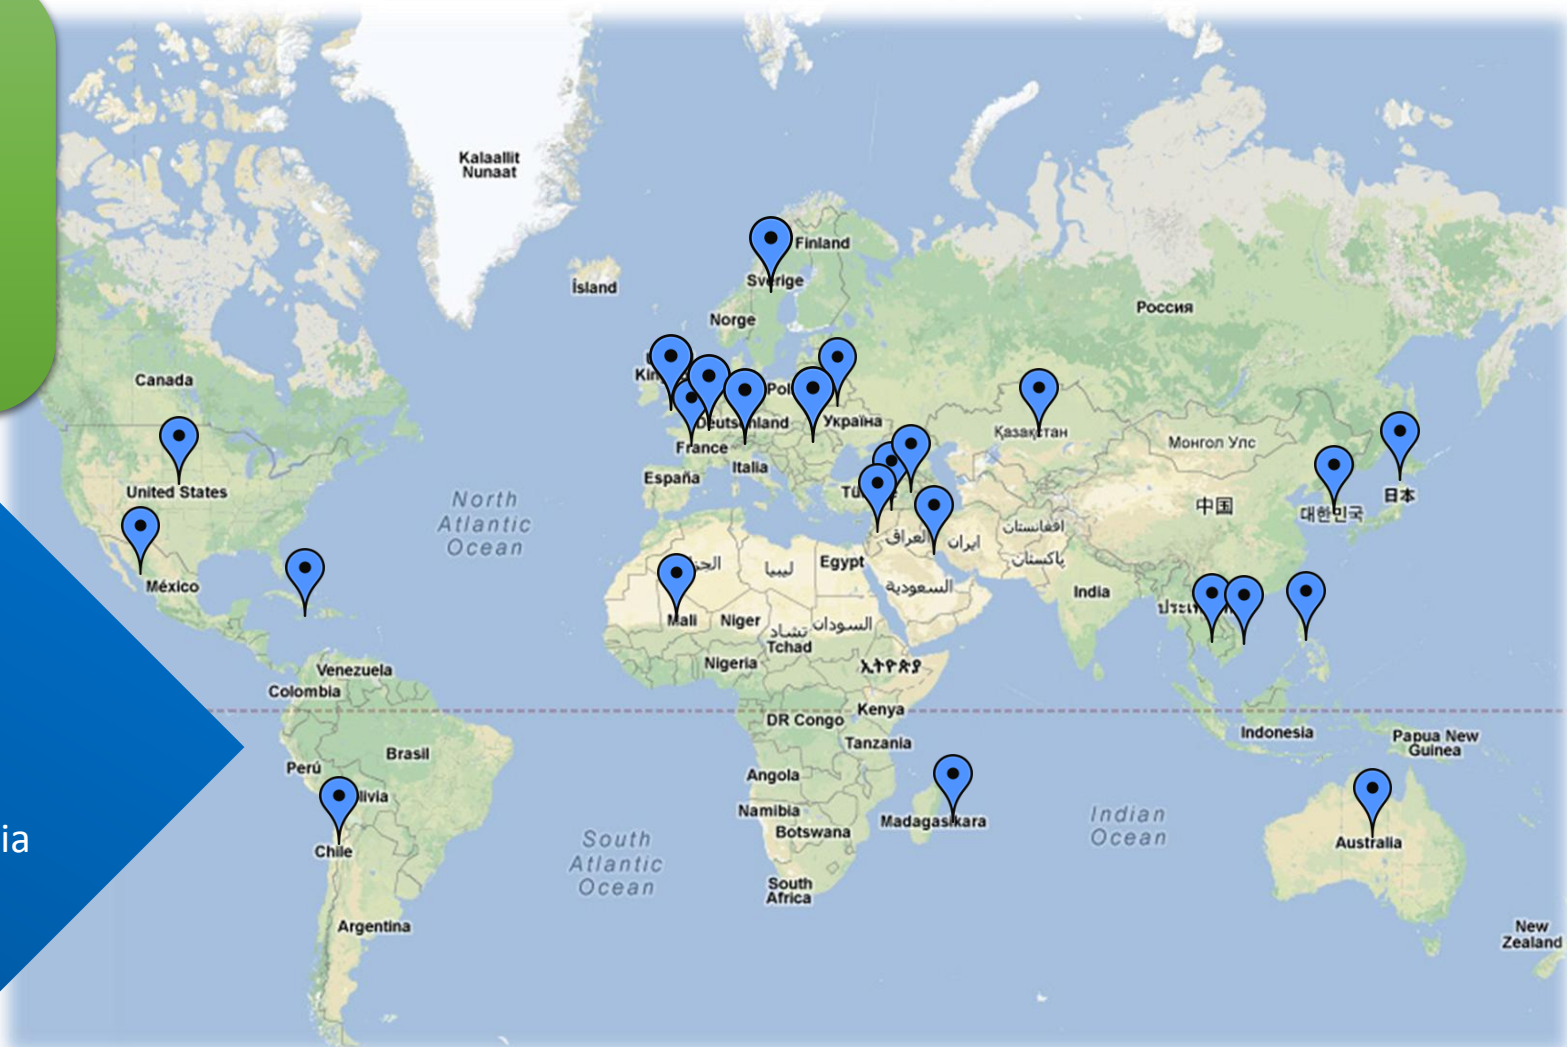 Kalaallit
Nunaat
Finland
Sverige
Ísland
Norge
Россия
Canada
Deutschland
Україна
France
Italia
España
Қазақстан
Монгол Улс
United States
North
Atlantic
Ocean
中国
대한민국
日本
افغانستان
العراق
ایران
پاکستان
México
ليبيا
Egypt
السعودية
India
Mali
Niger
تشاد
Tchad
السودان
Nigeria
ኢትዮጵያ
Venezuela
Colombia
DR Congo
Kenya
Tanzania
Indonesia
Papua New
Guinea
Brasil
Perú
Angola
livia
Namibia
Botswana
Madagasikara
Indian
Ocean
South
Atlantic
Ocean
ia
Chile
Australia
South
Africa
Argentina
New
Zealand